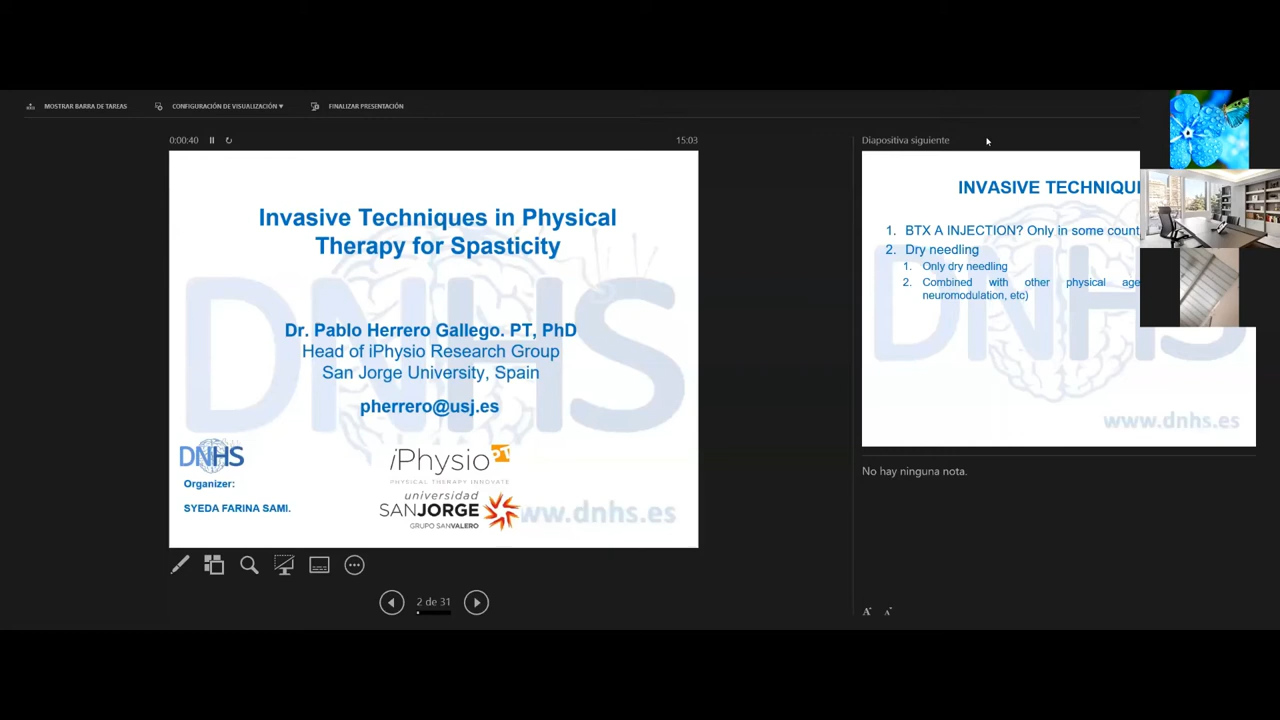 MOSTRAR BARRA DE TAREAS
CONFIGURACIÓN DE VISUALIZACIÓN ▼
FINALIZAR PRESENTACIÓN
0:00:40
15:03
Invasive Techniques in Physical
Therapy for Spasticity
Dr. Pablo Herrero Gallego. PT, PhD
Head of iPhysio Research Group
San Jorge University, Spain
pherrero@usj.es
DNHS
DNHS
Organizer:
SYEDA FARINA SAMI.
iPhysio PT
PHYSICAL THERAPY INNOVATE
universidad
SANJORGE
GRUPO SANVALERO
ww.dnhs.es
2 de 31
Diapositiva siguiente
INVASIVE TECHNIQU
1. BTX A INJECTION? Only in some count
2. Dry needling
1. Only dry needling
2. Combined with other physical age
neuromodulation, etc)
DNHS
www.dnhs.es
No hay ninguna nota.
A A